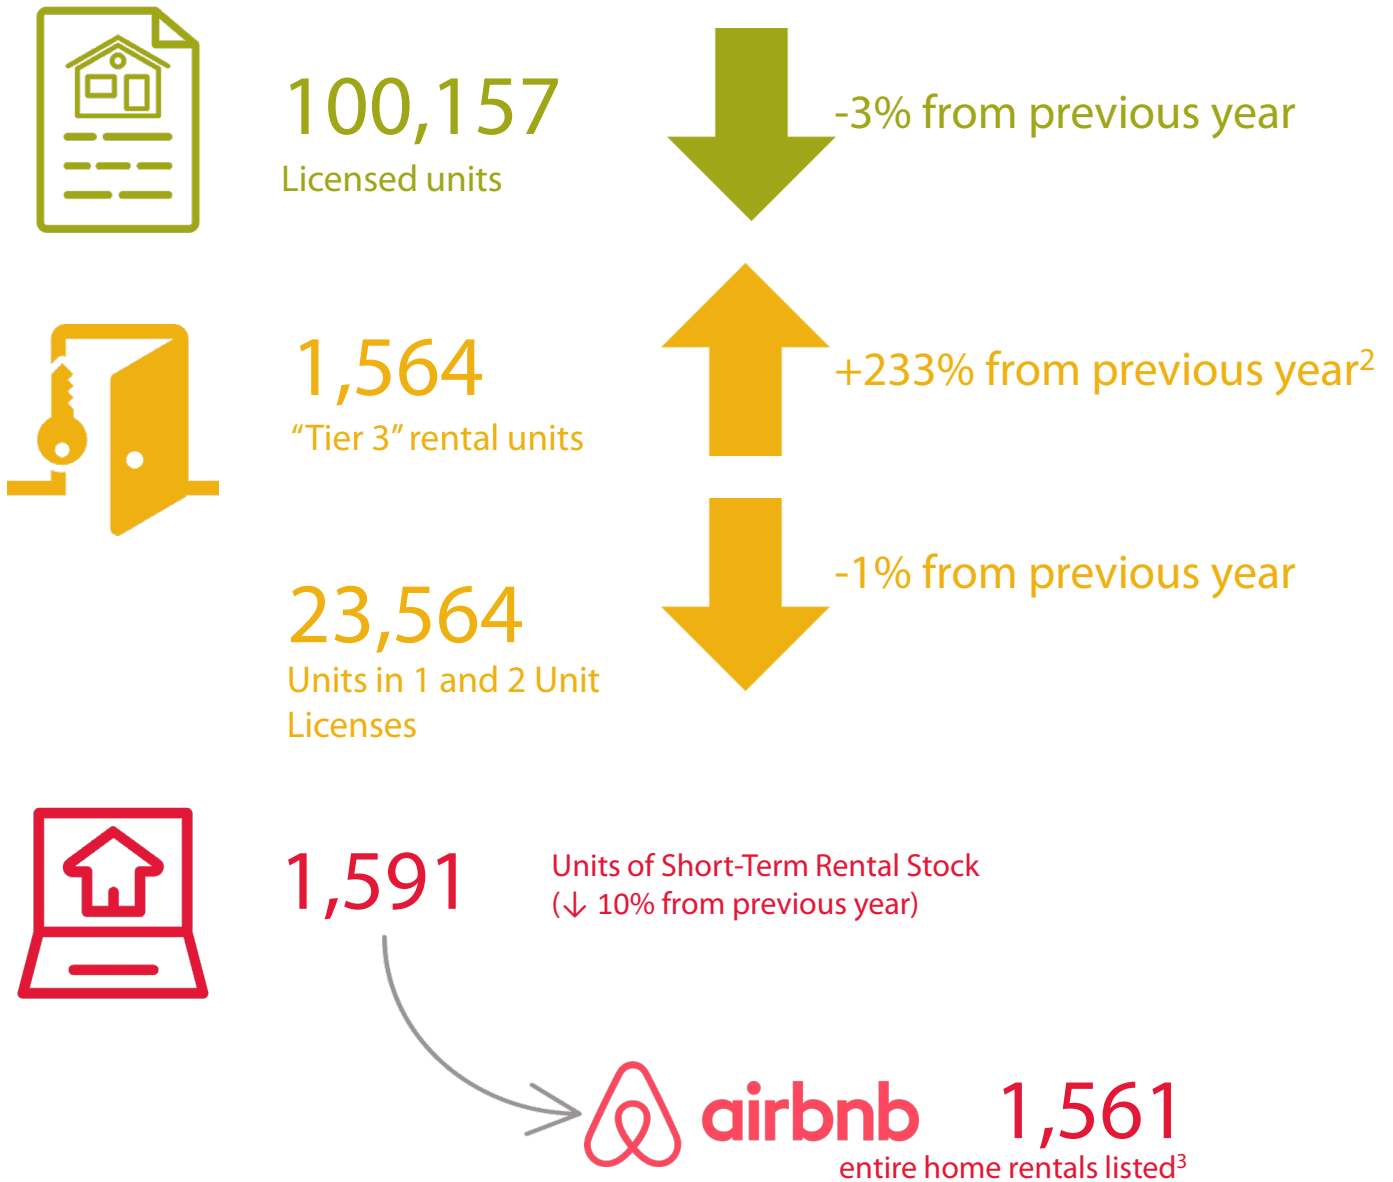 100,157
Licensed units
-3% from previous year
1,564
“Tier 3” rental units
+233% from previous year²
23,564
Units in 1 and 2 Unit
Licenses
-1% from previous year
1,591
Units of Short-Term Rental Stock
(↓ 10% from previous year)
airbnb
1,561
entire home rentals listed³